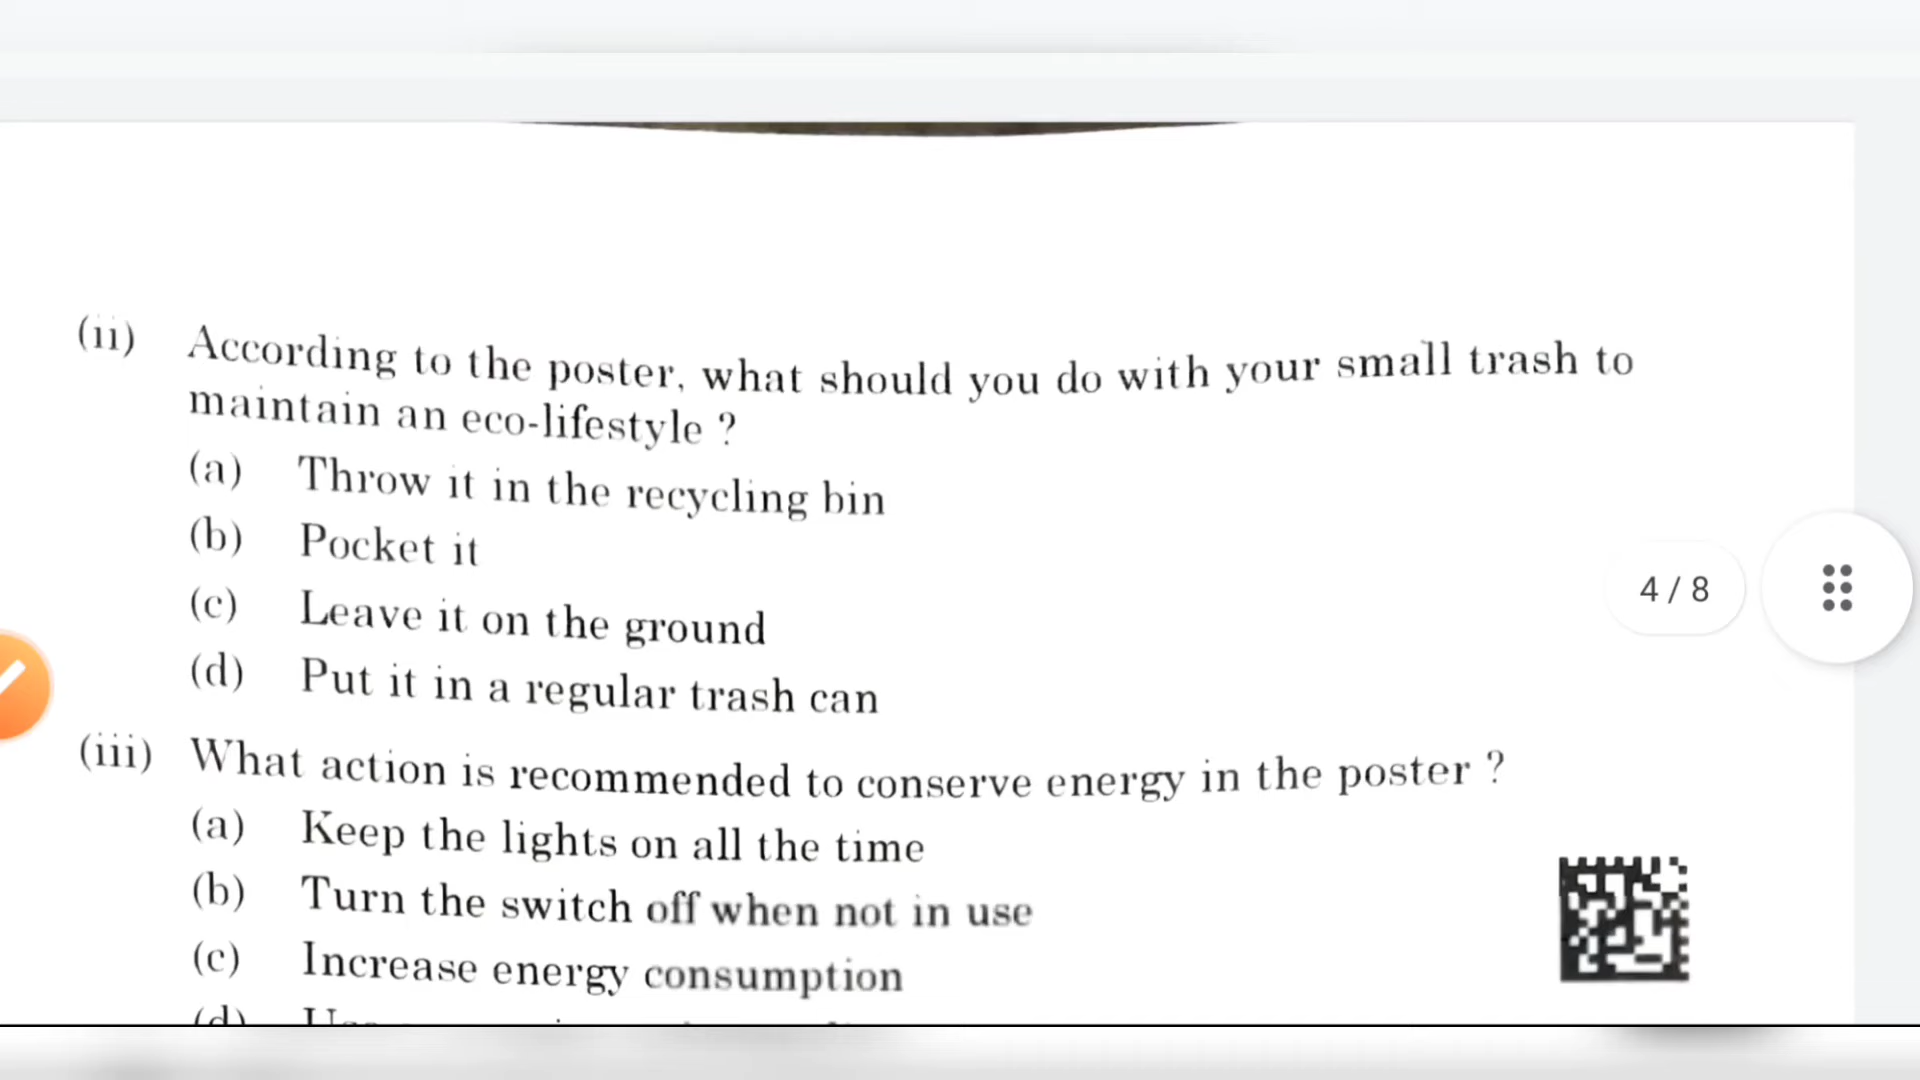 (ii) According to the poster, what should you do with your small trash to
maintain an eco-lifestyle ?
(a) Throw it in the recycling bin
(b) Pocket it
(c) Leave it on the ground
(d) Put it in a regular trash can
4 / 8
(iii) What action is recommended to conserve energy in the poster ?
(a) Keep the lights on all the time
(b) Turn the switch off when not in use
(c) Increase energy consumption
(d)